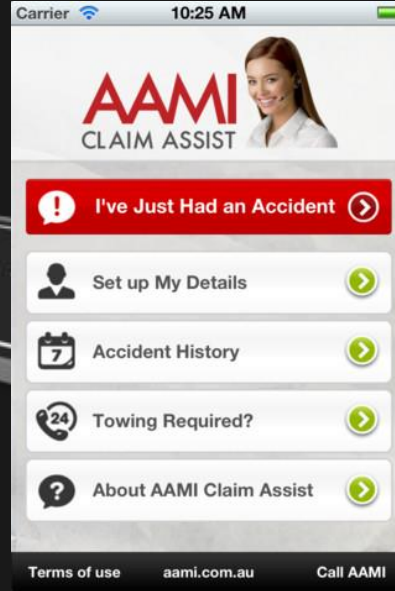 Carrier 10:25 AM
AAMI
CLAIM ASSIST
! I've Just Had an Accident
Set up My Details
7 Accident History
24 Towing Required?
? About AAMI Claim Assist
Terms of use aami.com.au Call AAMI